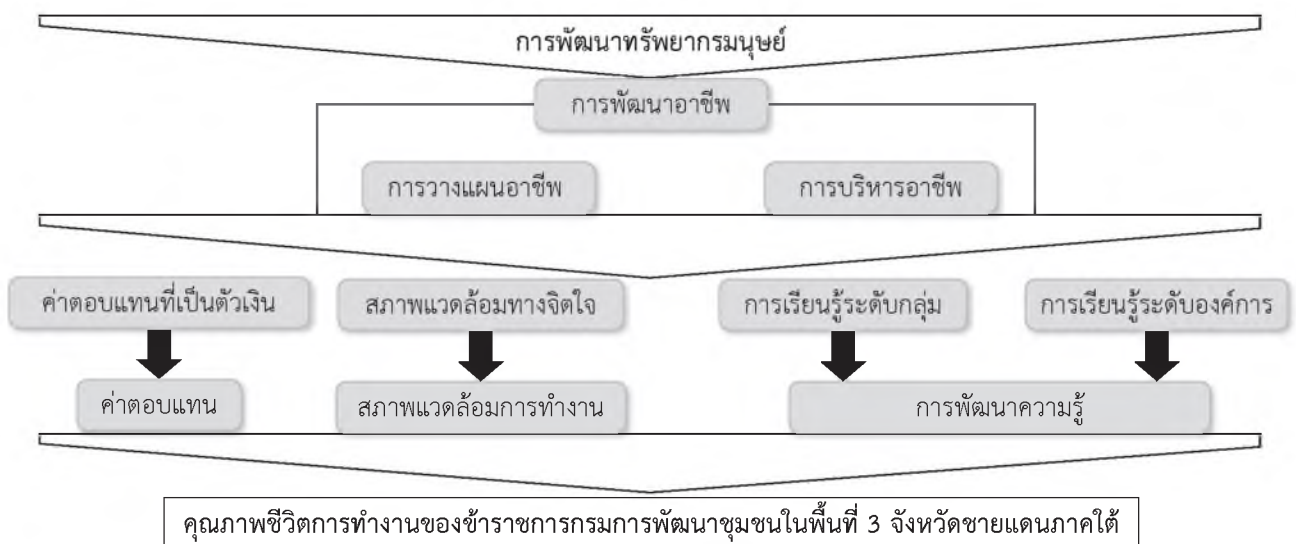 การพัฒนาทรัพยากรมนุษย์
การพัฒนาอาชีพ
การวางแผนอาชีพ
การบริหารอาชีพ
ค่าตอบแทนที่เป็นตัวเงิน
สภาพแวดล้อมทางจิตใจ
การเรียนรู้ระดับกลุ่ม
การเรียนรู้ระดับองค์การ
ค่าตอบแทน
สภาพแวดล้อมการทำงาน
การพัฒนาความรู้
คุณภาพชีวิตการทำงานของข้าราชการกรมการพัฒนาชุมชนในพื้นที่ 3 จังหวัดชายแดนภาคใต้